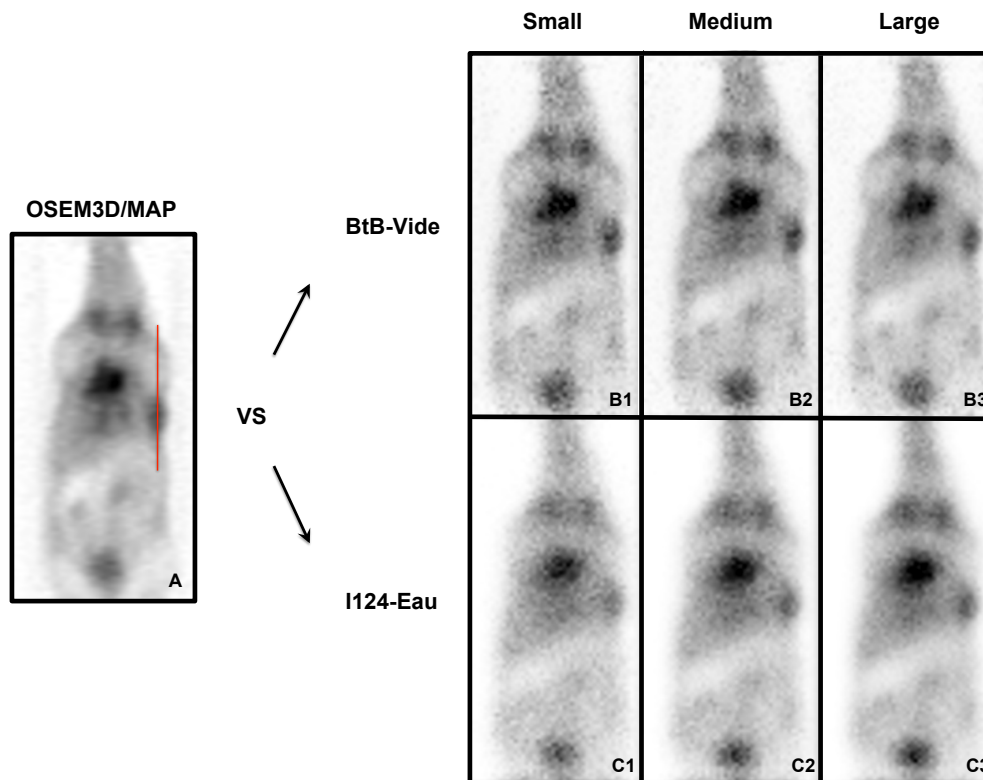 Small Medium Large
OSEM3D/MAP
BtB-Vide
VS
I124-Eau
A
B1 B2 B3
C1 C2 C3